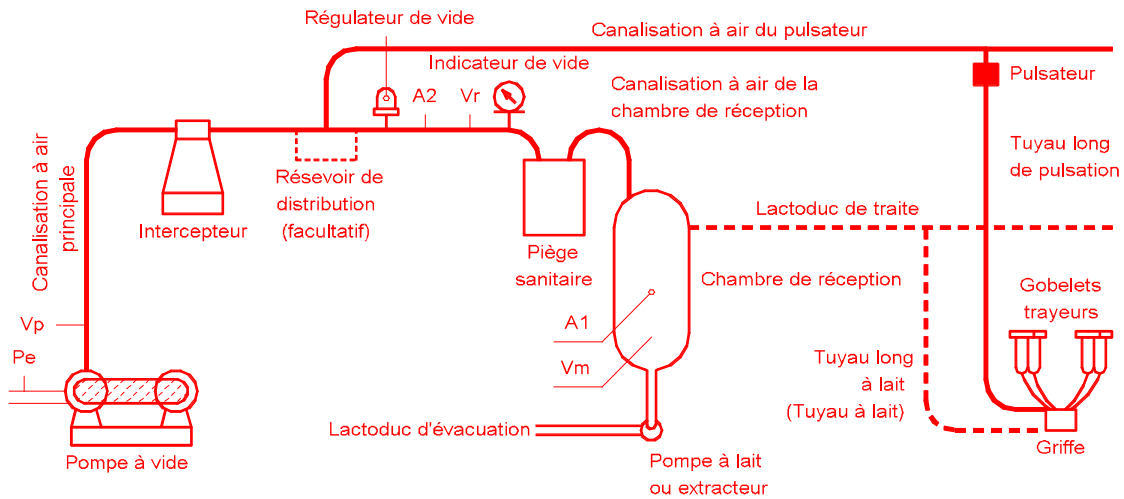 Régulateur de vide
Canalisation à air du pulsateur
Indicateur de vide
Canalisation à air de la
chambre de réception
Pulsateur
A2
Vr
Tuyau long
de pulsation
Canalisation à air
principale
Intercepteur
Résevoir de
distribution
(facultatif)
Piège
sanitaire
Lactoduc de traite
Chambre de réception
Gobelets
trayeurs
Vp
Pe
A1
Vm
Tuyau long
à lait
(Tuyau à lait)
Lactoduc d'évacuation
Griffe
Pompe à vide
Pompe à lait
ou extracteur